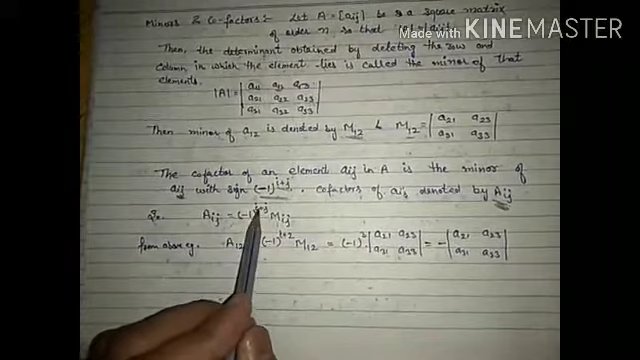 Minors & Co-factors:- Let A = [aij] be a square matrix
of order n so that
Made with KINEMASTER
Then, the determinant obtained by deleting the row and
column in which the element lies is called the minor of that
elements.
|A| = | a11 a12 a13 |
| a21 a22 a23 |
| a31 a32 a33 |
Then minor of a12 is denoted by M12 & M12 = | a21 a23 |
| a31 a33 |
The cofactor of an element aij in A is the minor of
aij with sign (-1)^i+j. cofactors of aij denoted by Aij
Aij = (-1)^i+j Mij
from above eg. A12 (-1)^1+2 M12 = (-1)^3 | a21 a23 | = - | a21 a23 |
| a31 a33 | | a31 a33 |